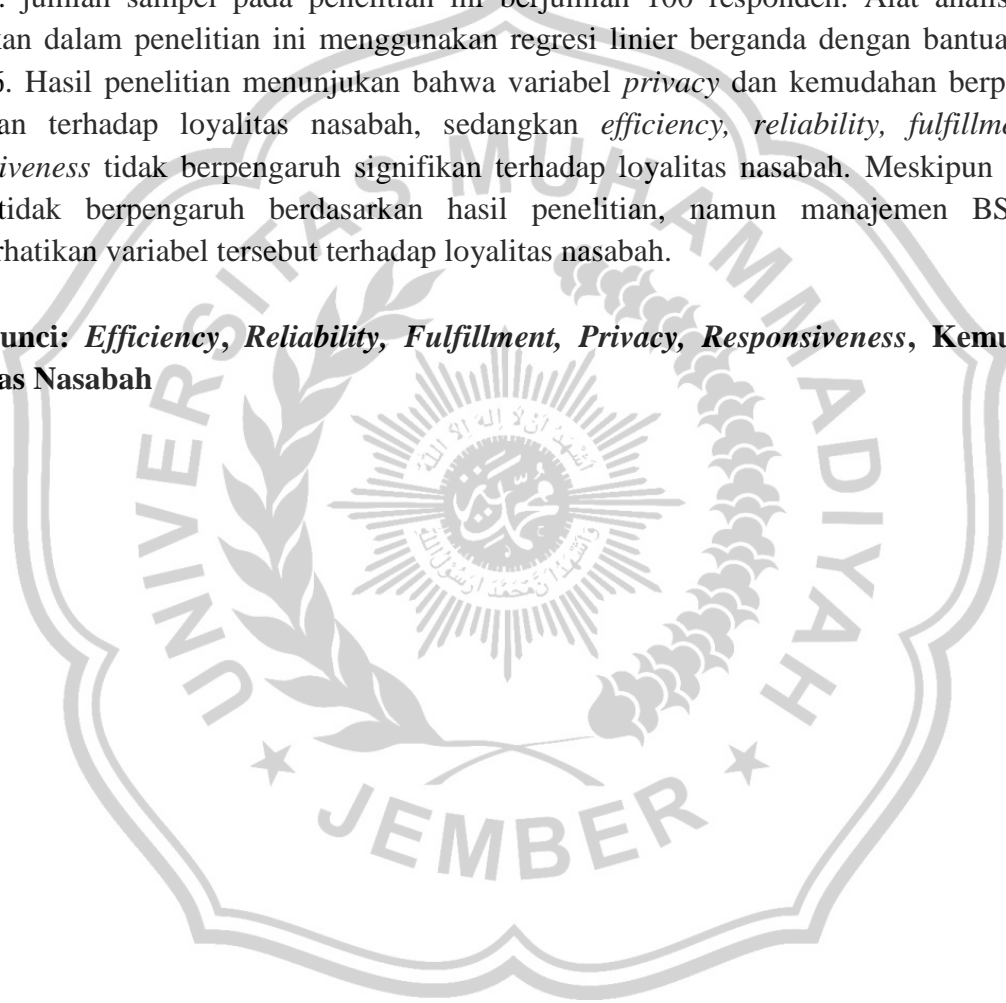 . jumlah sampel pada penelitian ini berjumlah 100 responden. Alat analis
kan dalam penelitian ini menggunakan regresi linier berganda dengan bantua
6. Hasil penelitian menunjukan bahwa variabel privacy dan kemudahan berp
an terhadap loyalitas nasabah, sedangkan efficiency, reliability, fulfillm
iveness tidak berpengaruh signifikan terhadap loyalitas nasabah. Meskipun
tidak berpengaruh berdasarkan hasil penelitian, namun manajemen BS
rhatikan variabel tersebut terhadap loyalitas nasabah.
unci: Efficiency, Reliability, Fulfillment, Privacy, Responsiveness, Kemu
as Nasabah
UNIVERSITAS MUHAMMADIYAH
JEMBER